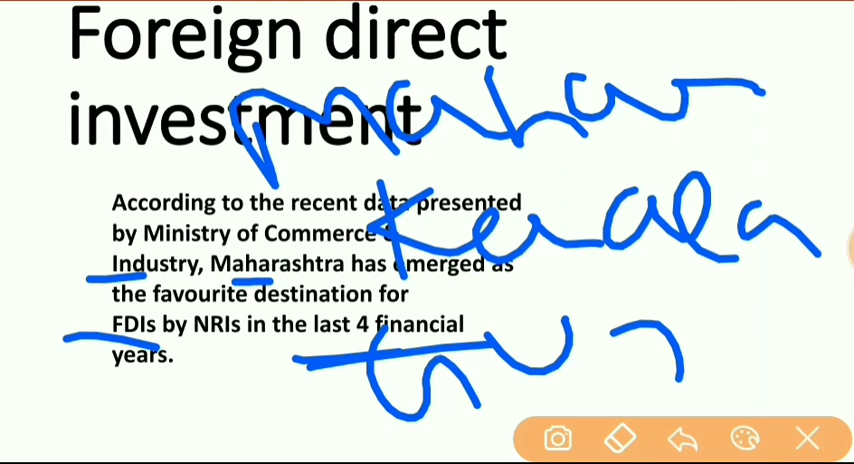 Foreign direct
investment
Mahar
According to the recent data presented
by Ministry of Commerce &
Kerala
Industry, Maharashtra has emerged as
the favourite destination for
FDIs by NRIs in the last 4 financial
years.